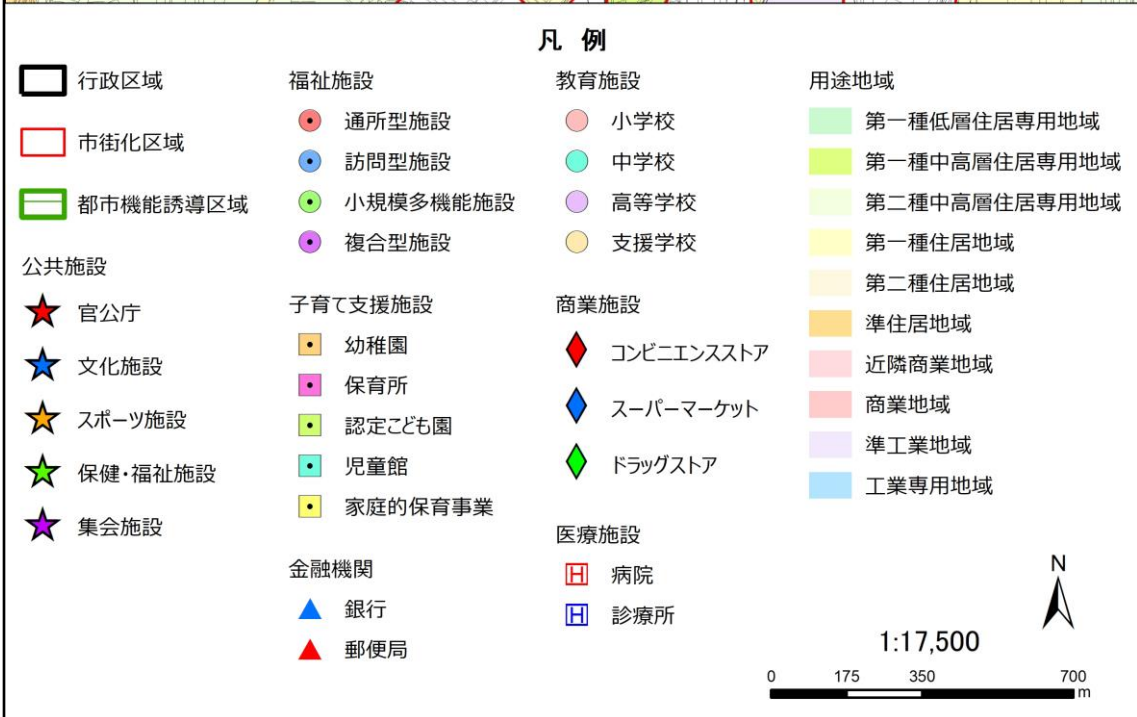 凡 例
行政区域
市街化区域
都市機能誘導区域
公共施設
官公庁
文化施設
スポーツ施設
保健・福祉施設
集会施設
福祉施設
通所型施設
訪問型施設
小規模多機能施設
複合型施設
子育て支援施設
幼稚園
保育所
認定こども園
児童館
家庭的保育事業
金融機関
銀行
郵便局
教育施設
小学校
中学校
高等学校
支援学校
商業施設
コンビニエンスストア
スーパーマーケット
ドラッグストア
医療施設
H 病院
H 診療所
用途地域
第一種低層住居専用地域
第一種中高層住居専用地域
第二種中高層住居専用地域
第一種住居地域
第二種住居地域
準住居地域
近隣商業地域
商業地域
準工業地域
工業専用地域
N
1:17,500
0 175 350 700
m